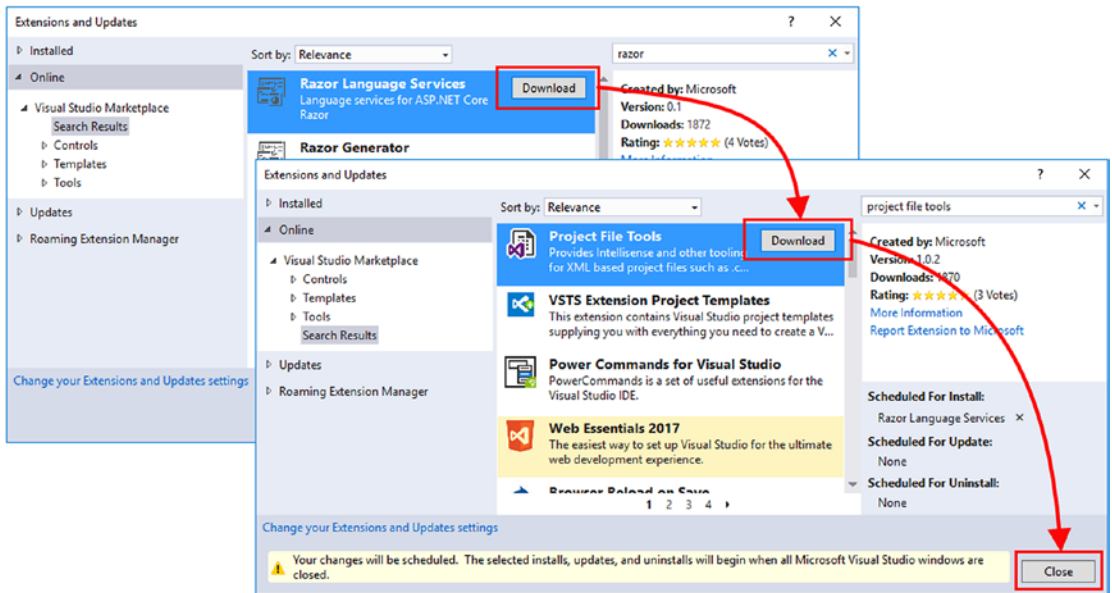 Extensions and Updates
? ×
Installed
Online
Visual Studio Marketplace
Search Results
Controls
Templates
Tools
Updates
Roaming Extension Manager
Change your Extensions and Updates settings
Sort by: Relevance
Razor Language Services
Language services for ASP.NET Core
Razor
Download
Razor Generator
razor
Created by: Microsoft
Version: 0.1
Downloads: 1872
Rating: (4 Votes)
More Information
Extensions and Updates
? ×
Installed
Online
Visual Studio Marketplace
Controls
Templates
Tools
Search Results
Updates
Roaming Extension Manager
Sort by: Relevance
Project File Tools
Provides Intellisense and other tooling
for XML based project files such as .c...
Download
VSTS Extension Project Templates
This extension contains Visual Studio project templates
supplying you with everything you need to create a V...
Power Commands for Visual Studio
PowerCommands is a set of useful extensions for the
Visual Studio IDE.
Web Essentials 2017
The easiest way to set up Visual Studio for the ultimate
web development experience.
Browser Reload on Save
1 2 3 4
project file tools
Created by: Microsoft
Version: 1.0.2
Downloads: 1870
Rating: (3 Votes)
More Information
Report Extension to Microsoft
Scheduled For Install:
Razor Language Services ×
Scheduled For Update:
None
Scheduled For Uninstall:
None
Change your Extensions and Updates settings
Your changes will be scheduled. The selected installs, updates, and uninstalls will begin when all Microsoft Visual Studio windows are
closed.
Close